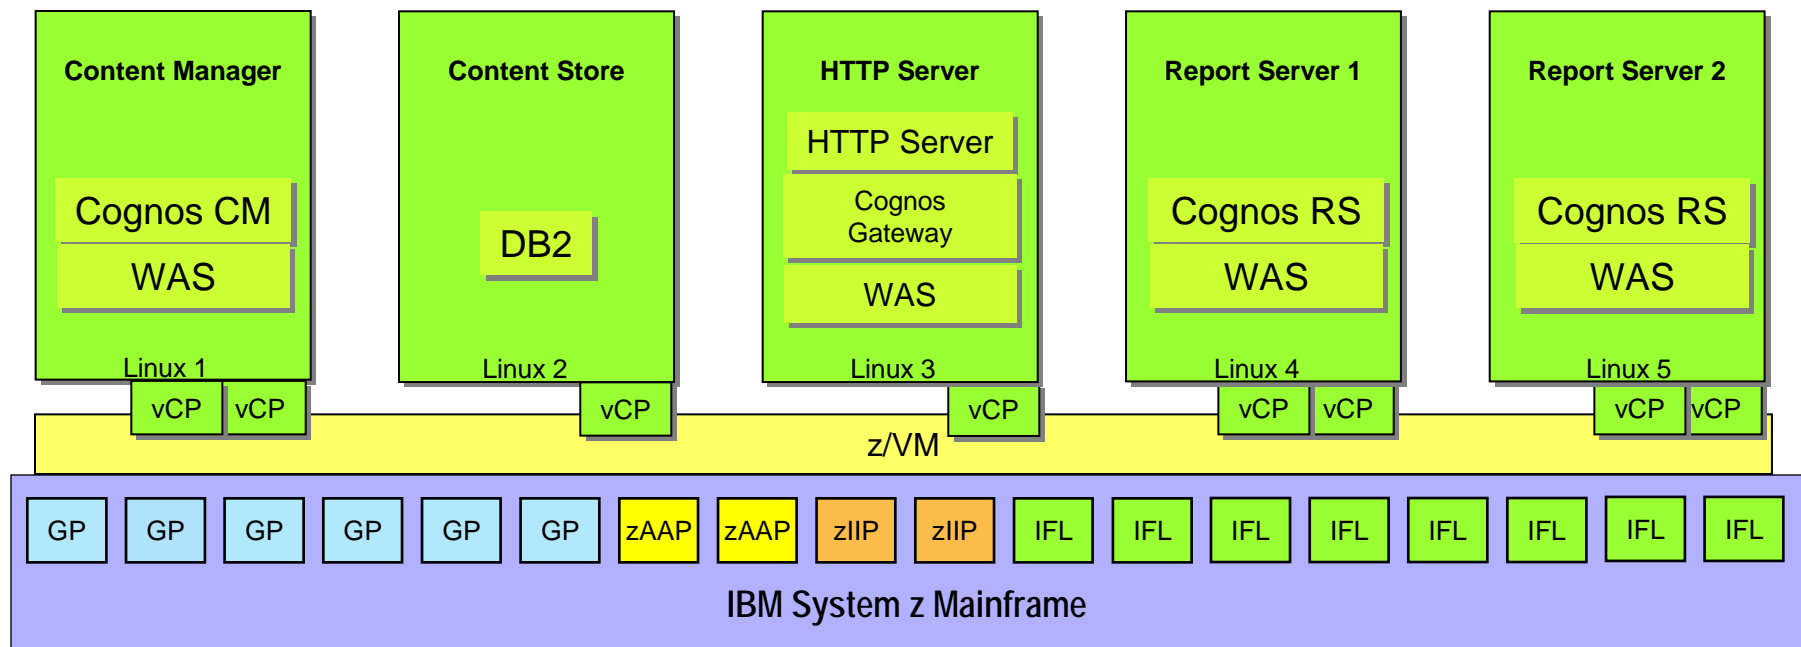 Content Manager
Content Store
HTTP Server
Report Server 1
Report Server 2
Cognos CM
WAS
DB2
HTTP Server
Cognos
Gateway
WAS
Cognos RS
WAS
Cognos RS
WAS
Linux 1
Linux 2
Linux 3
Linux 4
Linux 5
vCP vCP
vCP
vCP
vCP vCP
vCP vCP
z/VM
GP GP GP GP GP GP zAAP zAAP zIIP zIIP IFL IFL IFL IFL IFL IFL IFL IFL
IBM System z Mainframe